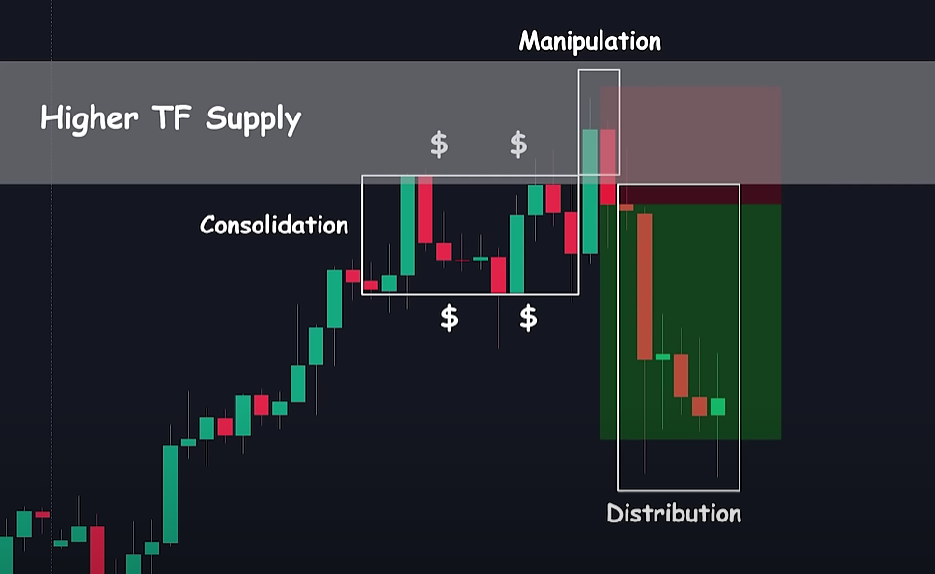 Manipulation
Higher TF Supply
$ $
Consolidation
$ $
Distribution